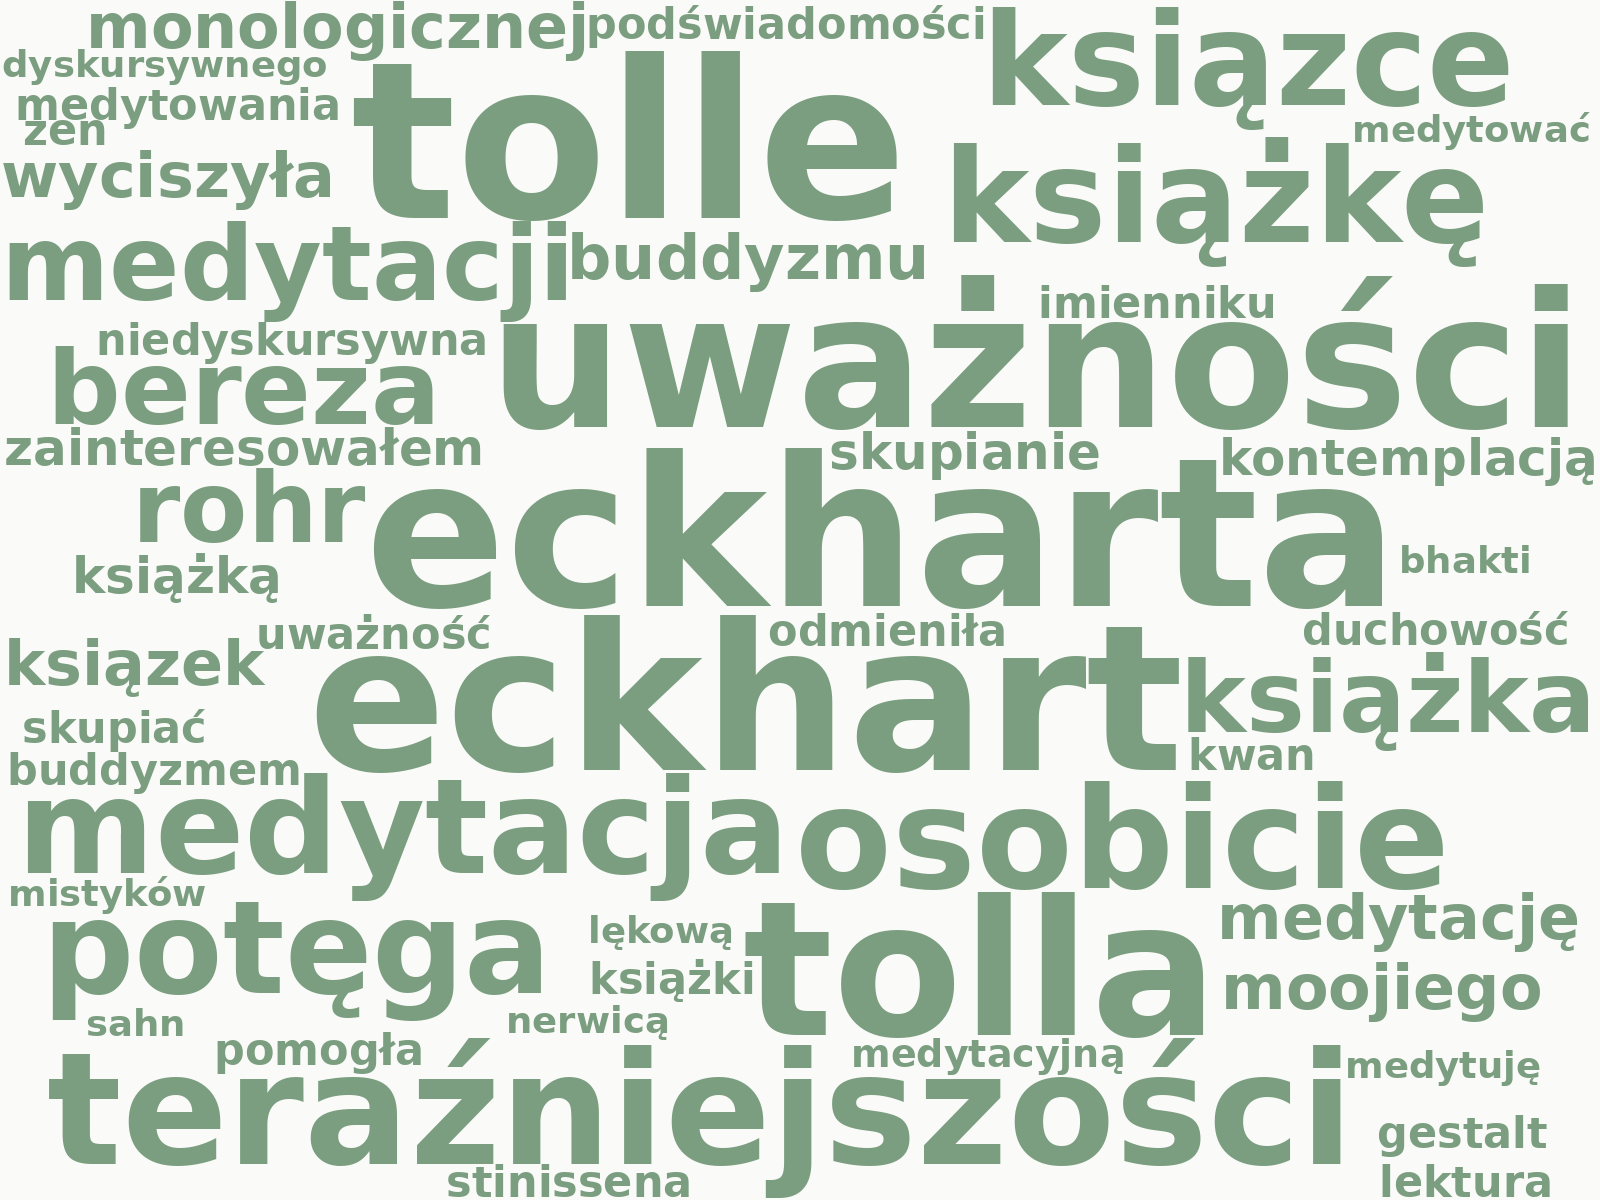 monologicznej
podświadomości
książce
dyskursywnego
medytowania
zen
tolle
medytować
wyciszyła
książkę
medytacji
buddyzmu
imienniku
niedyskursywna
uważności
bereza
zainteresowałem
skupianie
kontemplacją
rohr
eckharta
książką
bhakti
uważność
odmieniła
duchowość
książek
eckhart
książka
skupiać
kwan
buddyzmem
medytacja
osobicie
mistyków
potęga
lękową
tolla
medytację
książki
moojiego
sahn
nerwicą
pomogła
medytacyjną
medytuję
teraźniejszości
gestalt
stinissena
lektura